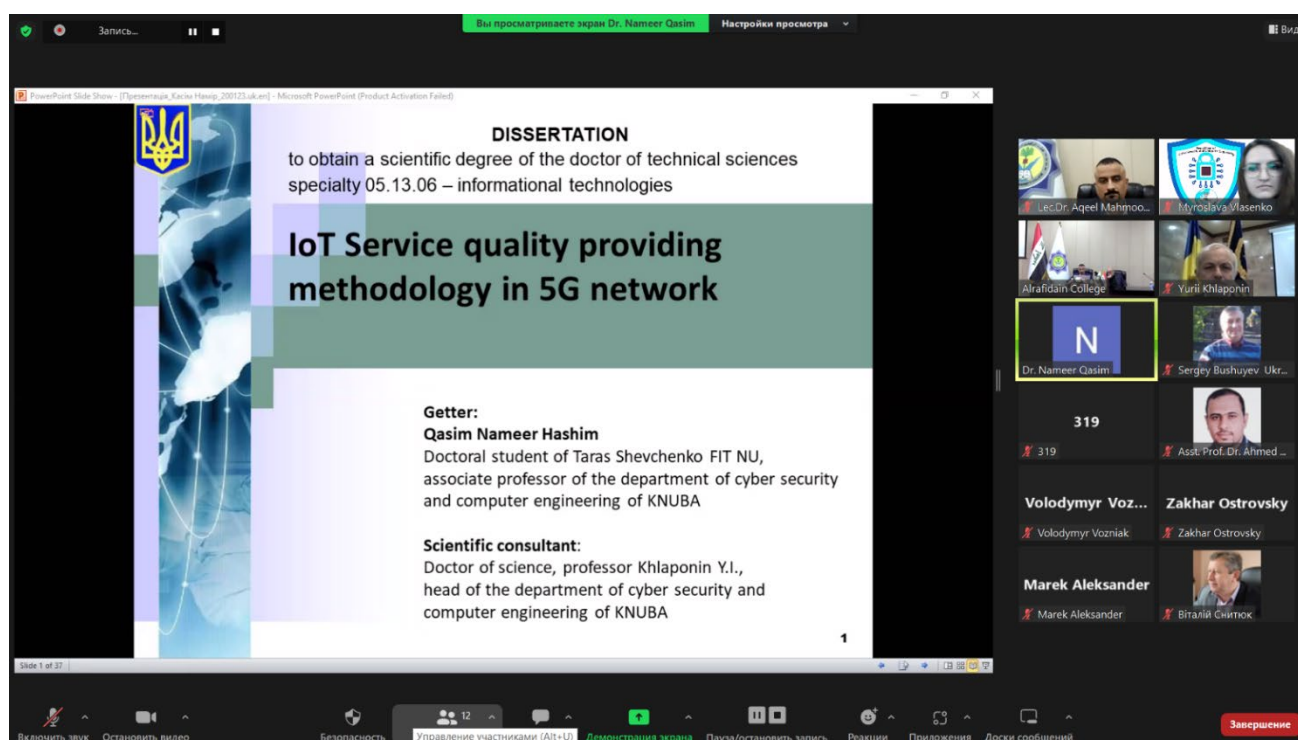 Запись...
Вы просматриваете экран Dr. Nameer Qasim
Настройки просмотра
Вид
PowerPoint Slide Show - [Презентація_Касім Намір_200123.uk.en] - Microsoft PowerPoint (Product Activation Failed)
DISSERTATION
to obtain a scientific degree of the doctor of technical sciences
specialty 05.13.06 – informational technologies
IoT Service quality providing
methodology in 5G network
Getter:
Qasim Nameer Hashim
Doctoral student of Taras Shevchenko FIT NU,
associate professor of the department of cyber security
and computer engineering of KNUBA
Scientific consultant:
Doctor of science, professor Khlaponin Y.I.,
head of the department of cyber security and
computer engineering of KNUBA
1
Slide 1 of 37
Lec.Dr. Aqeel Mahmoo...
Myroslava Vlasenko
Alrafidain College
Yurii Khlaponin
N
Dr. Nameer Qasim
Sergey Bushuyev Ukr...
319
319
Asst. Prof. Dr. Ahmed ...
Volodymyr Voz...
Volodymyr Vozniak
Zakhar Ostrovsky
Zakhar Ostrovsky
Marek Aleksander
Marek Aleksander
Віталій Снитюк
Включить звук
Остановить видео
Безопасность
12
Управление участниками (Alt+U)
Демонстрация экрана
Пауза/остановить запись
Реакции
Приложения
Доски сообщений
Завершение